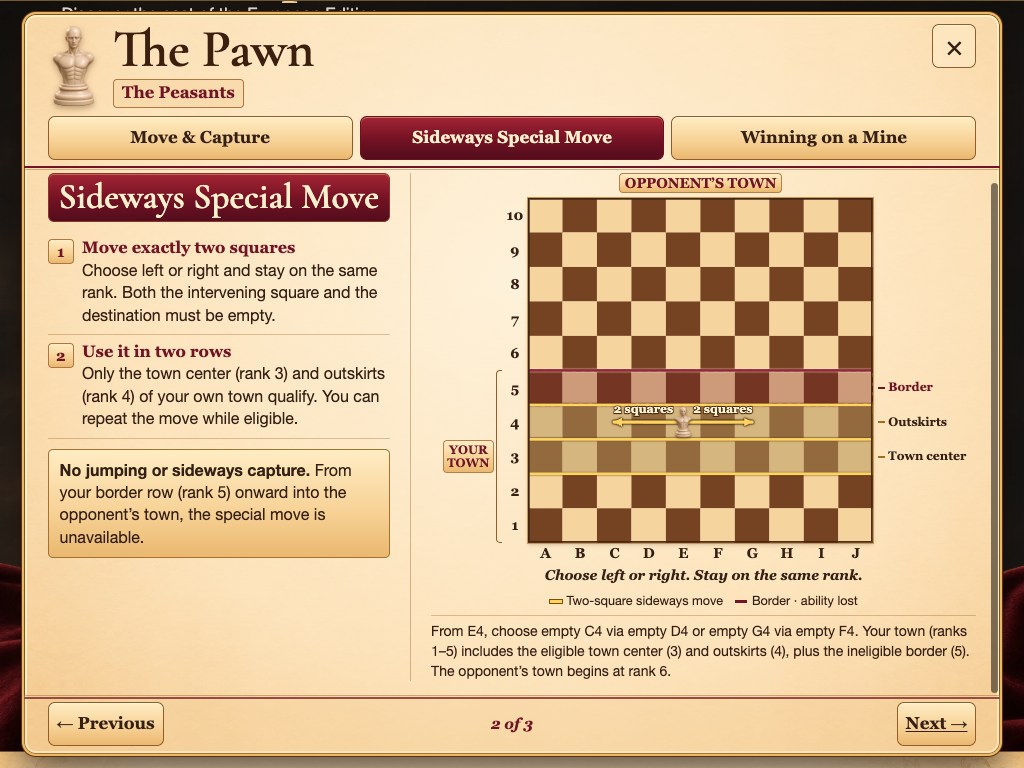 The Pawn
The Peasants
×
Move & Capture
Sideways Special Move
Winning on a Mine
Sideways Special Move
1
Move exactly two squares
Choose left or right and stay on the same
rank. Both the intervening square and the
destination must be empty.
2
Use it in two rows
Only the town center (rank 3) and outskirts
(rank 4) of your own town qualify. You can
repeat the move while eligible.
No jumping or sideways capture. From
your border row (rank 5) onward into the
opponent’s town, the special move is
unavailable.
OPPONENT’S TOWN
10
9
8
7
6
5
4
3
2
1
Border
2 squares 2 squares
Outskirts
YOUR
TOWN
Town center
A B C D E F G H I J
Choose left or right. Stay on the same rank.
Two-square sideways move Border · ability lost
From E4, choose empty C4 via empty D4 or empty G4 via empty F4. Your town (ranks
1–5) includes the eligible town center (3) and outskirts (4), plus the ineligible border (5).
The opponent’s town begins at rank 6.
← Previous
2 of 3
Next →